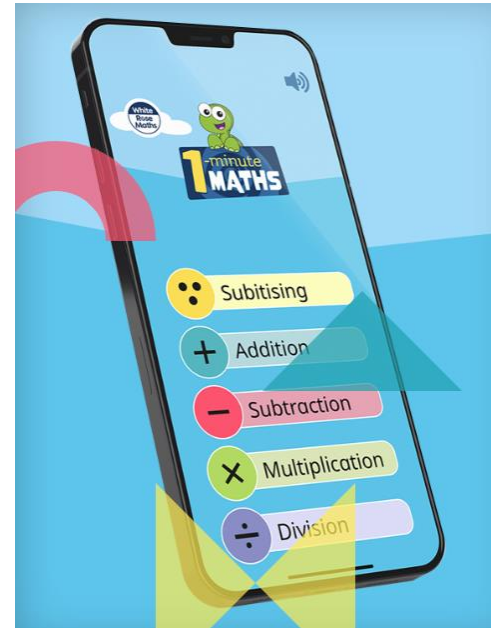 White
Rose
Maths
1-minute
MATHS
Subitising
+ Addition
− Subtraction
× Multiplication
÷ Division